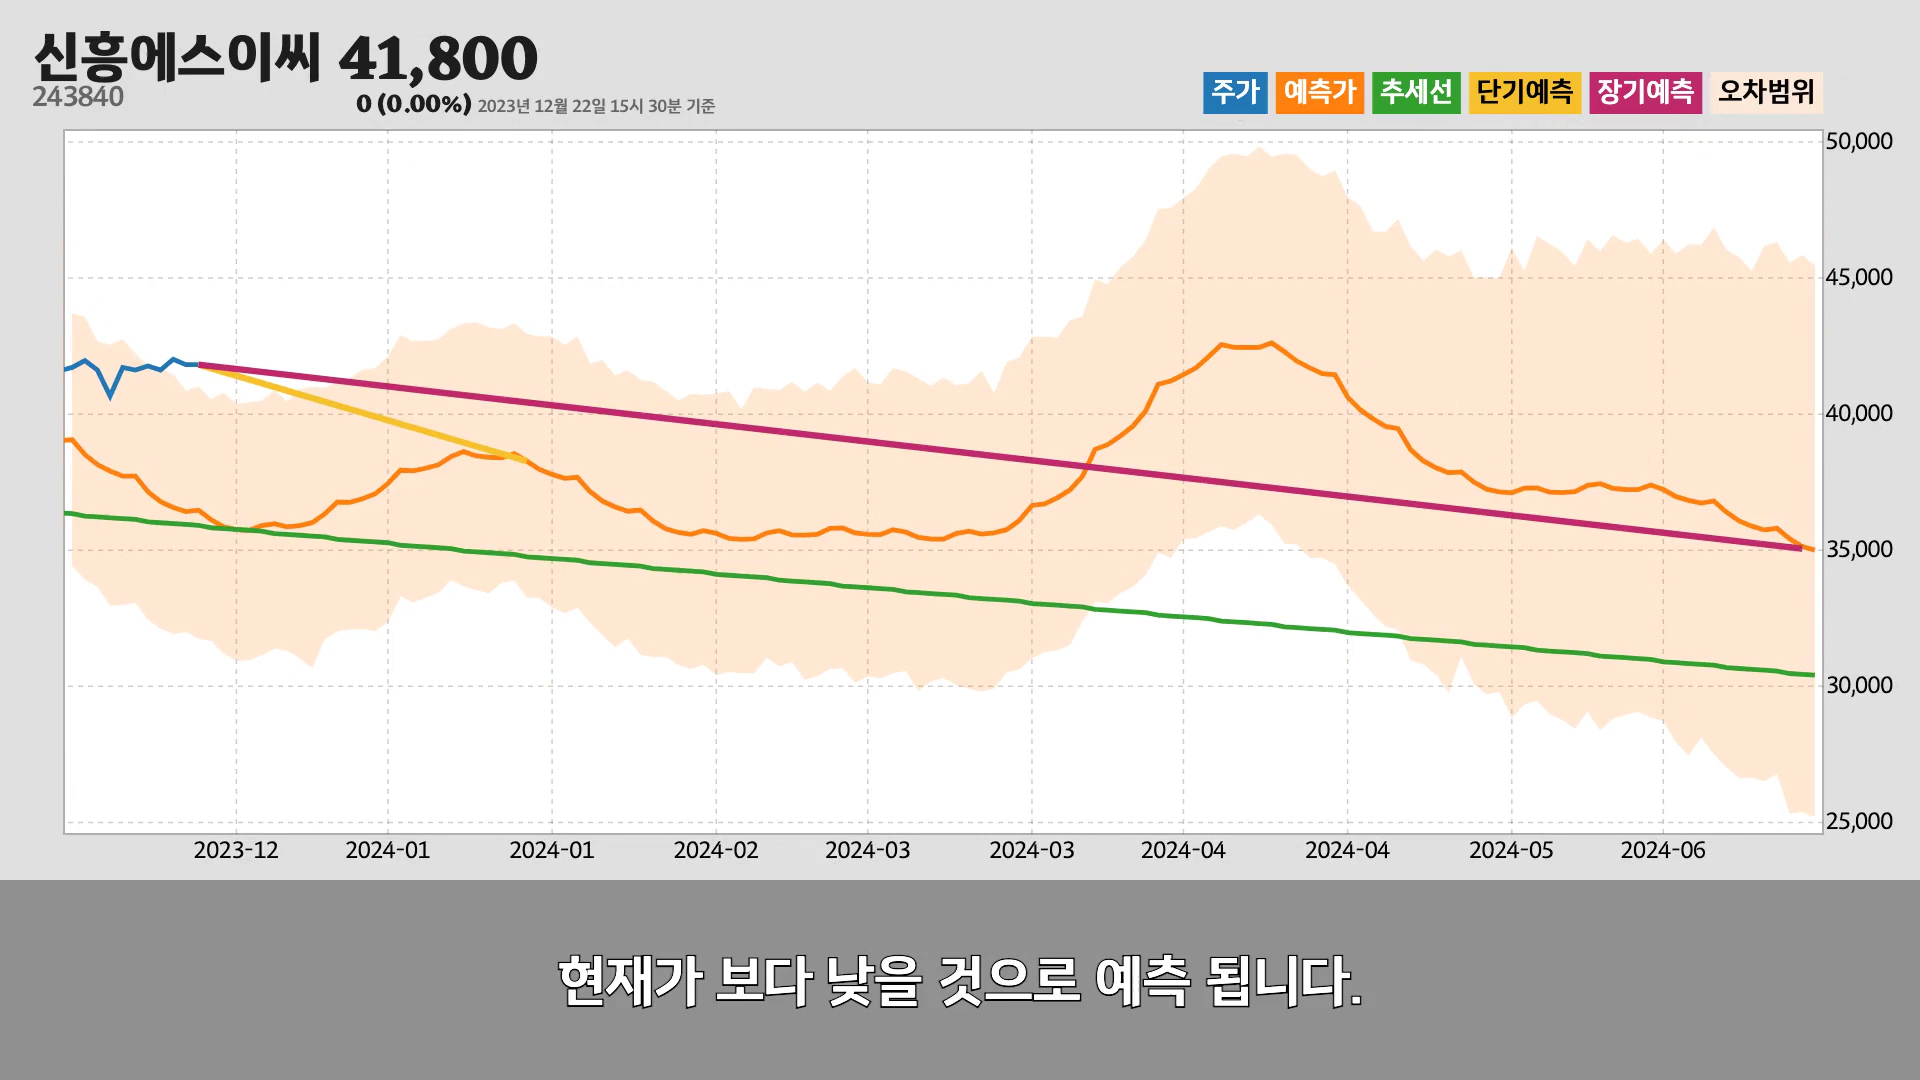 신흥에스이씨 41,800
243840
0 (0.00%) 2023년 12월 22일 15시 30분 기준
주가 예측가 추세선 단기예측 장기예측 오차범위
50,000
45,000
40,000
35,000
30,000
25,000
2023-12 2024-01 2024-01 2024-02 2024-03 2024-03 2024-04 2024-04 2024-05 2024-06
현재가 보다 낮을 것으로 예측 됩니다.